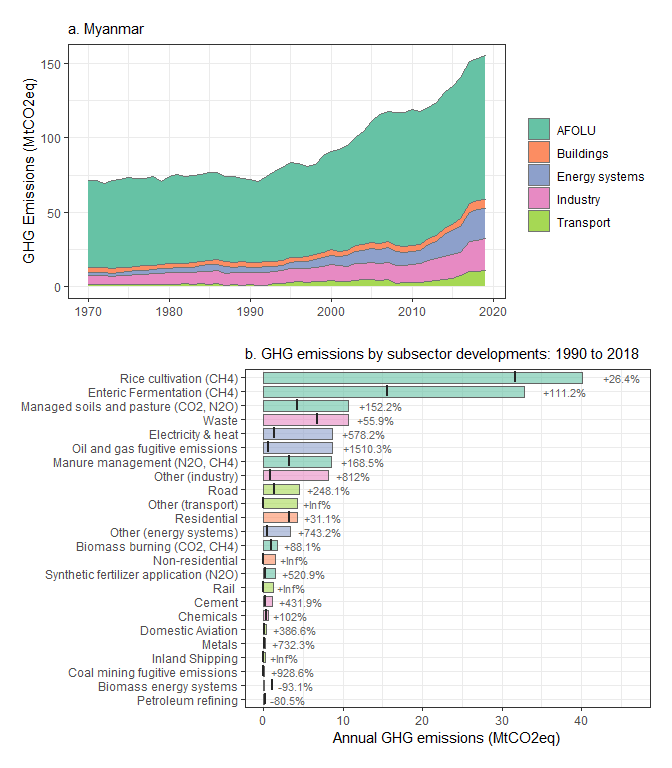 a. Myanmar
GHG Emissions (MtCO2eq)
150
100
50
0
1970
1980
1990
2000
2010
2020
AFOLU
Buildings
Energy systems
Industry
Transport
b. GHG emissions by subsector developments: 1990 to 2018
Rice cultivation (CH4) +26.4%
Enteric Fermentation (CH4) +111.2%
Managed soils and pasture (CO2, N2O) +152.2%
Waste +55.9%
Electricity & heat +578.2%
Oil and gas fugitive emissions +1510.3%
Manure management (N2O, CH4) +168.5%
Other (industry) +812%
Road +248.1%
Other (transport) +Inf%
Residential +31.1%
Other (energy systems) +743.2%
Biomass burning (CO2, CH4) +88.1%
Non-residential +Inf%
Synthetic fertilizer application (N2O) +520.9%
Rail +Inf%
Cement +431.9%
Chemicals +102%
Domestic Aviation +386.6%
Metals +732.3%
Inland Shipping +Inf%
Coal mining fugitive emissions +928.6%
Biomass energy systems -93.1%
Petroleum refining -80.5%
0
10
20
30
40
Annual GHG emissions (MtCO2eq)